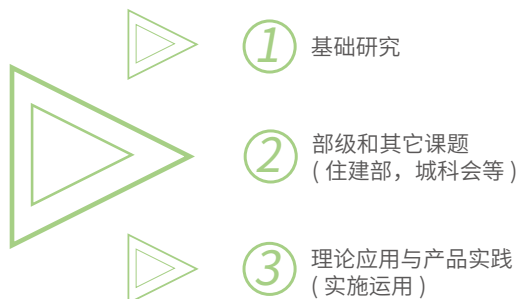 1 基础研究
2 部级和其它课题
( 住建部，城科会等 )
3 理论应用与产品实践
( 实施运用 )